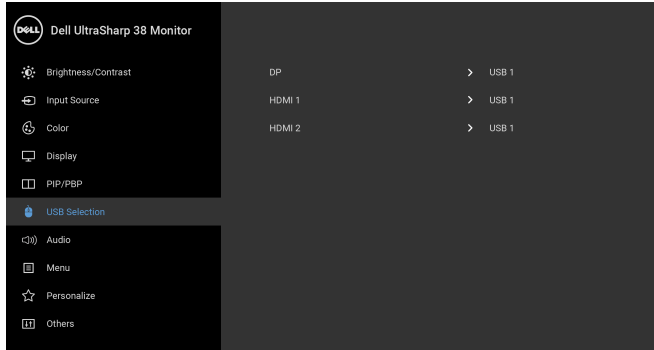 DELL Dell UltraSharp 38 Monitor
Brightness/Contrast
Input Source
Color
Display
PIP/PBP
USB Selection
Audio
Menu
Personalize
Others
DP > USB 1
HDMI 1 > USB 1
HDMI 2 > USB 1